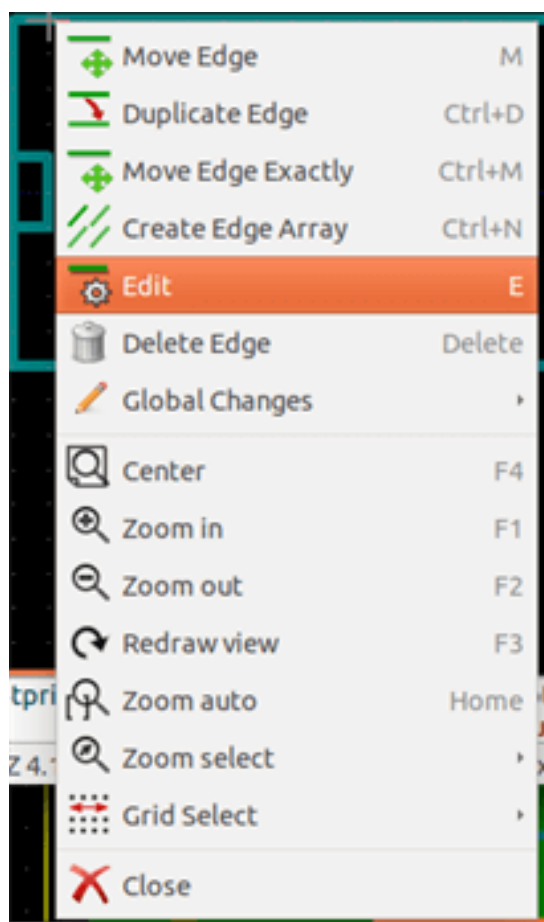 Move Edge M
Duplicate Edge Ctrl+D
Move Edge Exactly Ctrl+M
Create Edge Array Ctrl+N
Edit E
Delete Edge Delete
Global Changes
Center F4
Zoom in F1
Zoom out F2
Redraw view F3
tpri
Zoom auto Home
Z 4.
Zoom select
Grid Select
Close